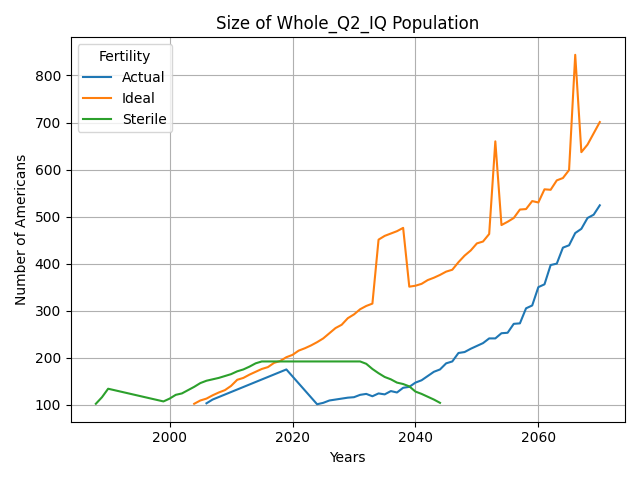 Size of Whole_Q2_IQ Population
Fertility
Actual
Ideal
Sterile
Number of Americans
800
700
600
500
400
300
200
100
2000
2020
2040
2060
Years